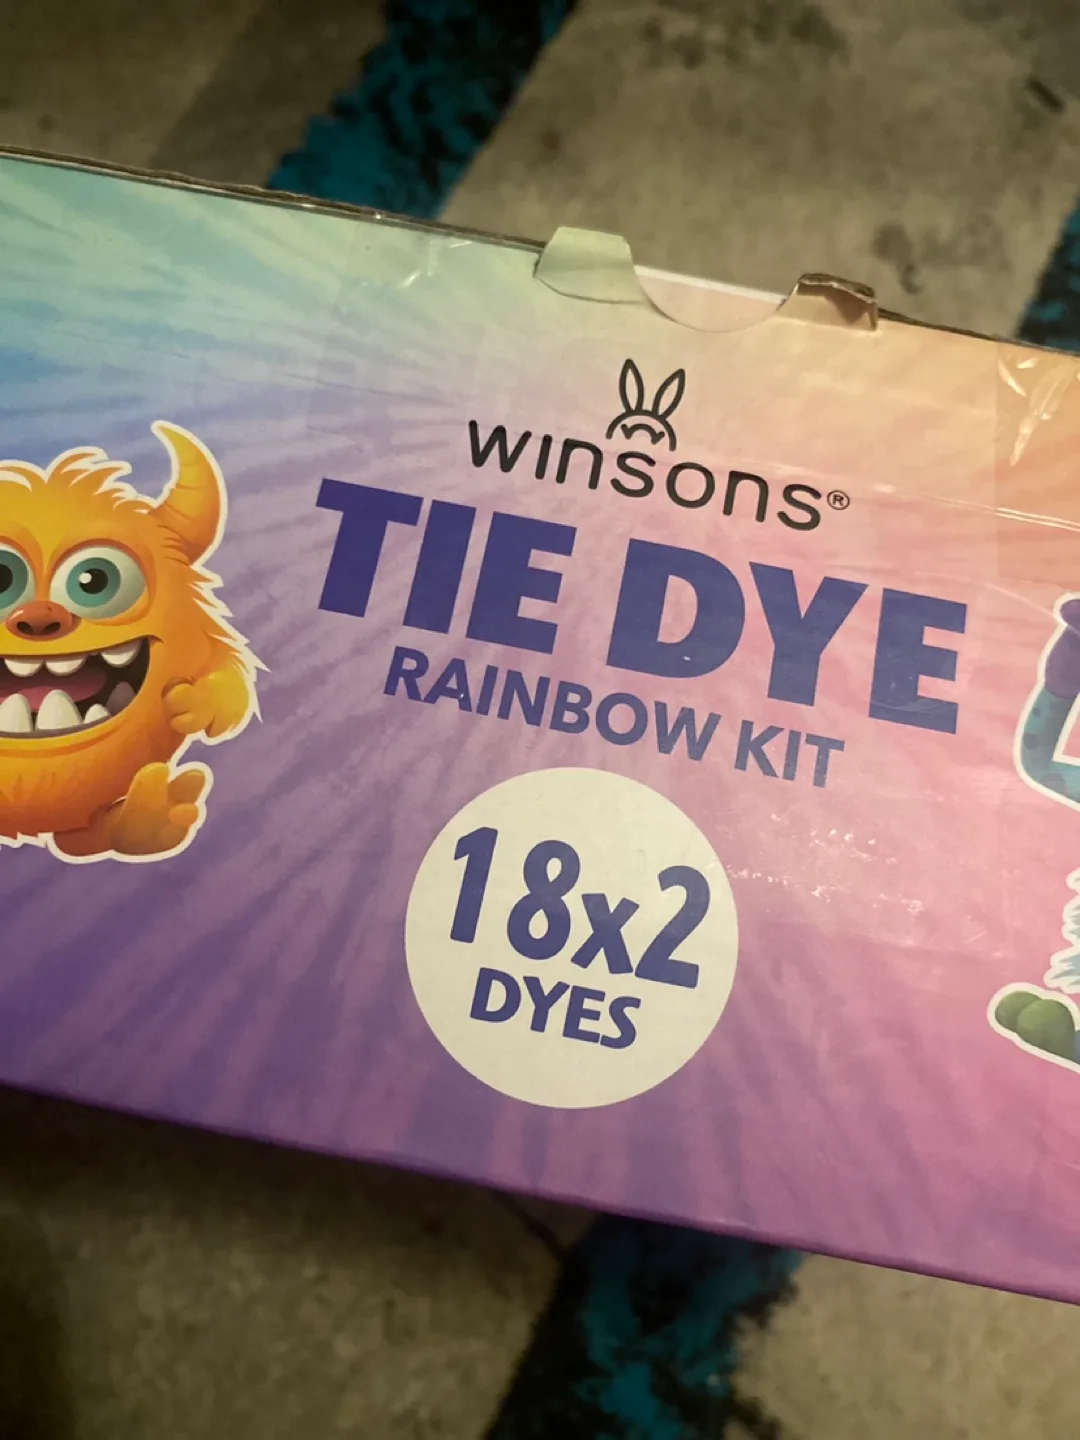 winsons®
TIE DYE
RAINBOW KIT
18x2
DYES